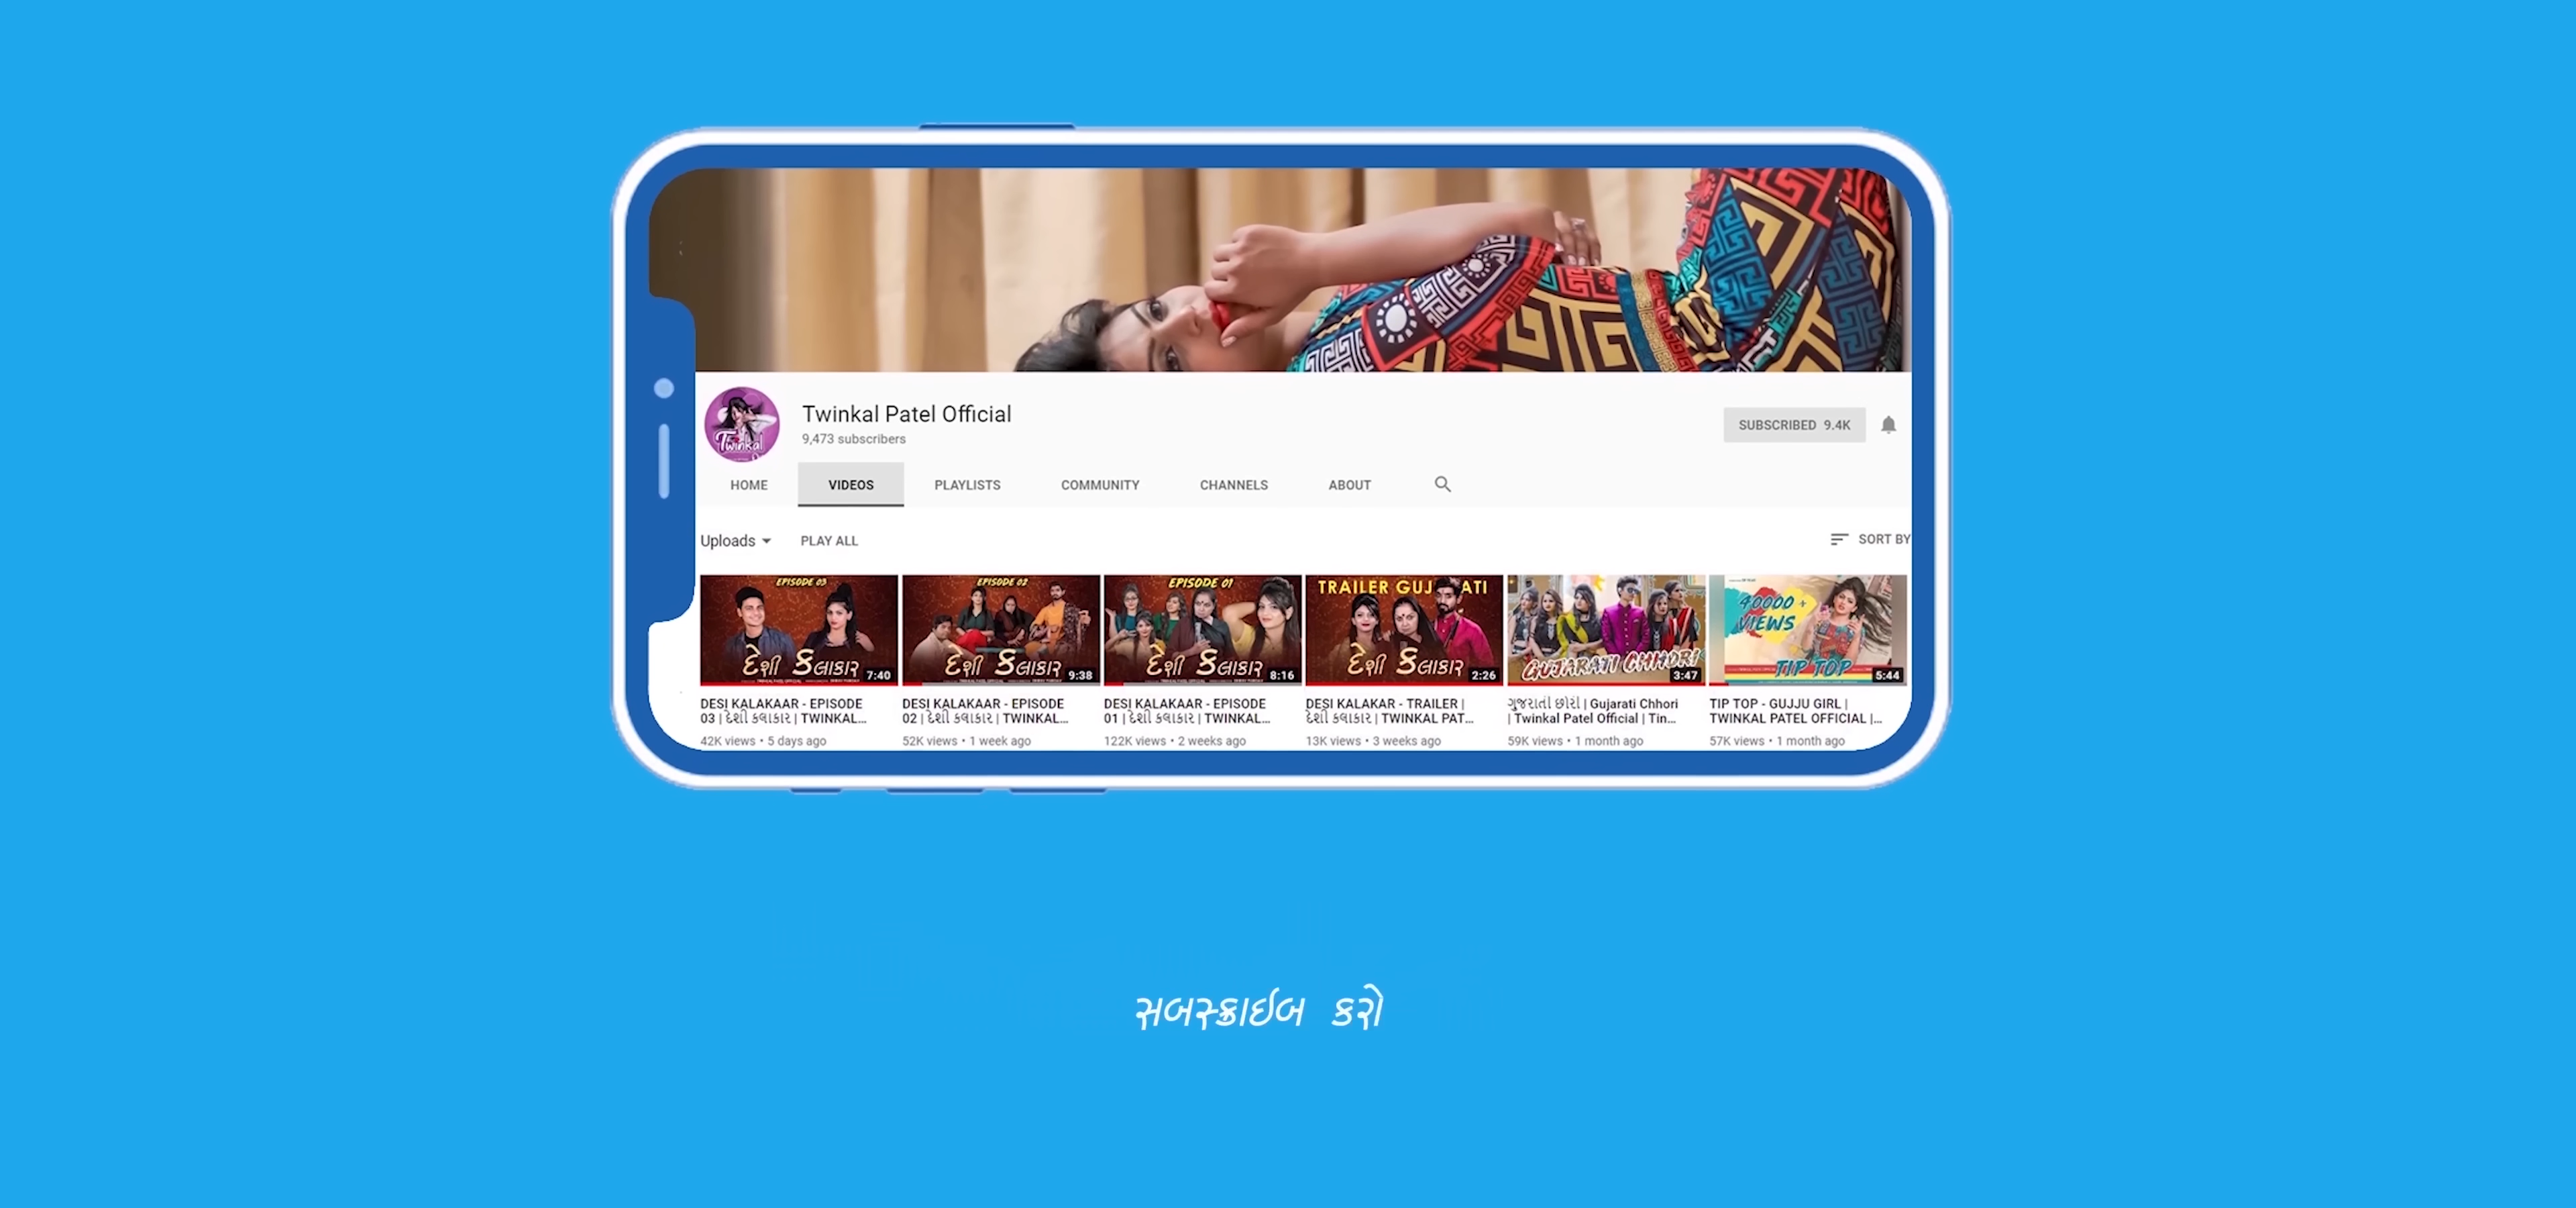 Twinkal Patel Official
9,473 subscribers
SUBSCRIBED 9.4K
Twinkal
HOME VIDEOS PLAYLISTS COMMUNITY CHANNELS ABOUT
Uploads PLAY ALL SORT BY
EPISODE 03
દેશી કલાકાર
7:40
EPISODE 02
દેશી કલાકાર
9:38
EPISODE 01
દેશી કલાકાર
8:16
TRAILER GUJ ATI
દેશી કલાકાર
2:26
GUJARATI CHHORI
3:47
40000 +
VIEWS
TIP TOP
5:44
DESI KALAKAAR - EPISODE
03 | દેશી કલાકાર | TWINKAL...
42K views • 5 days ago
DESI KALAKAAR - EPISODE
02 | દેશી કલાકાર | TWINKAL...
52K views • 1 week ago
DESI KALAKAAR - EPISODE
01 | દેશી કલાકાર | TWINKAL...
122K views • 2 weeks ago
DESI KALAKAR - TRAILER |
દેશી કલાકાર | TWINKAL PAT...
13K views • 3 weeks ago
ગુજરાતી છોરી | Gujarati Chhori
| Twinkal Patel Official | Tin...
59K views • 1 month ago
TIP TOP - GUJJU GIRL |
TWINKAL PATEL OFFICIAL |...
57K views • 1 month ago
સબસ્ક્રાઈબ કરો